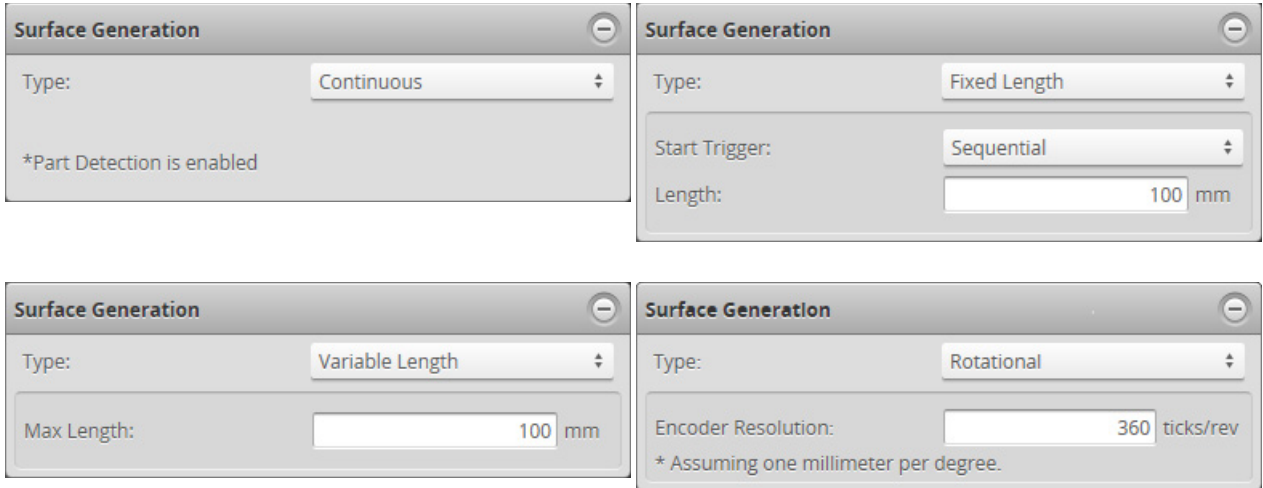 Surface Generation
Type: Continuous
*Part Detection is enabled
Surface Generation
Type: Fixed Length
Start Trigger: Sequential
Length: 100 mm
Surface Generation
Type: Variable Length
Max Length: 100 mm
Surface Generation
Type: Rotational
Encoder Resolution: 360 ticks/rev
* Assuming one millimeter per degree.